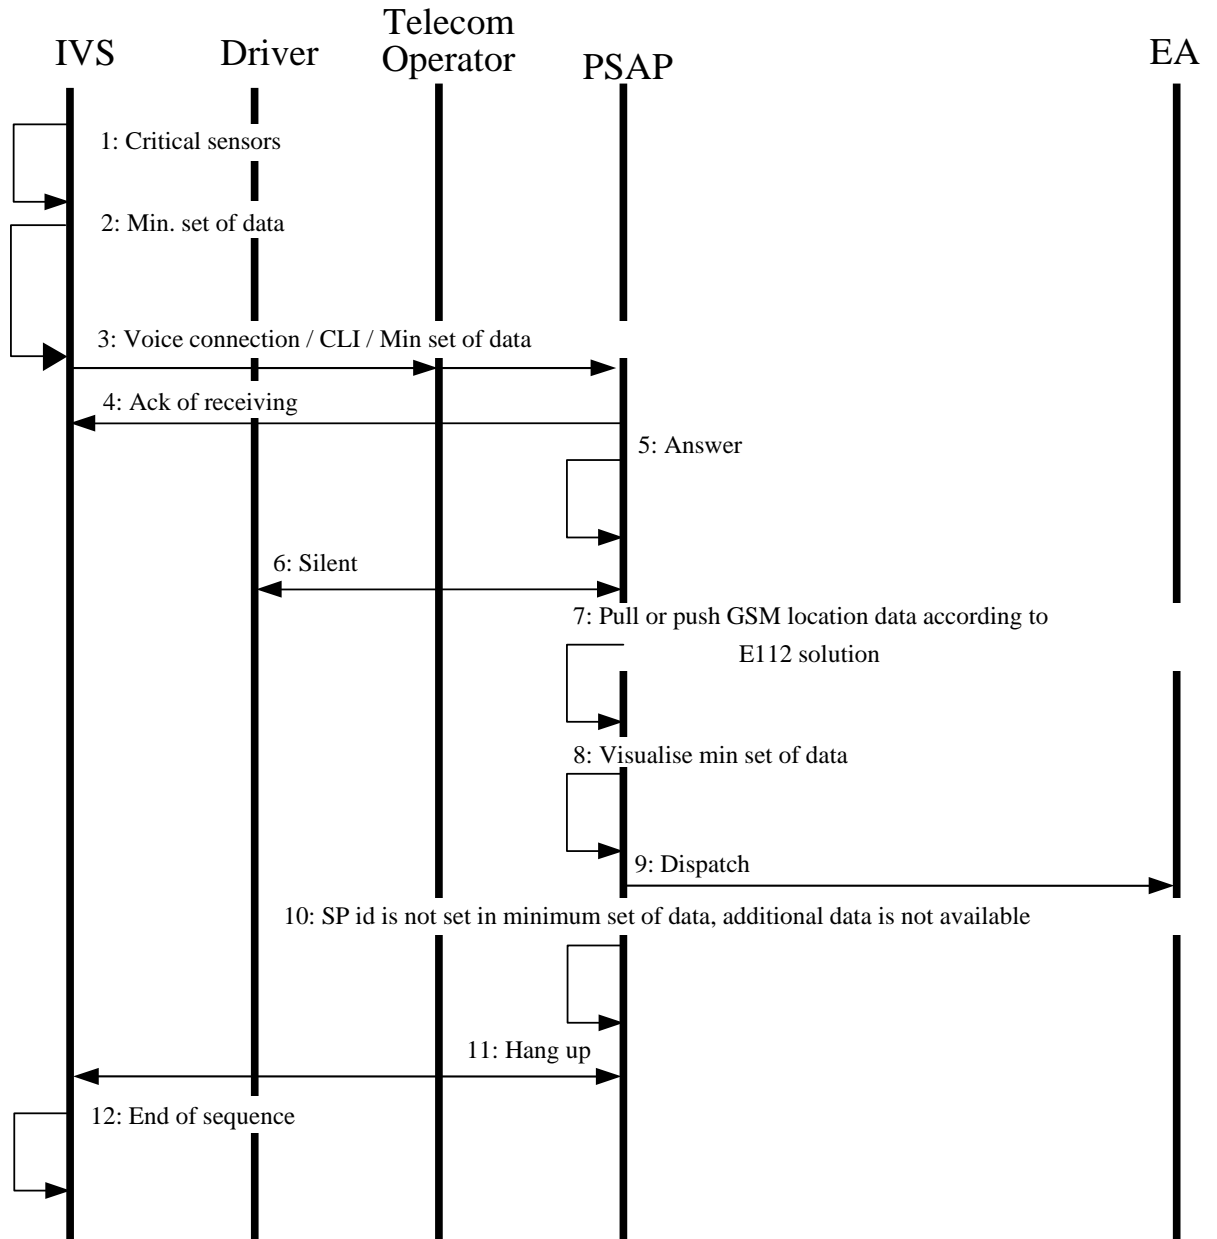 IVS
Driver
Telecom
Operator
PSAP
EA
1: Critical sensors
2: Min. set of data
3: Voice connection / CLI / Min set of data
4: Ack of receiving
5: Answer
6: Silent
7: Pull or push GSM location data according to
E112 solution
8: Visualise min set of data
9: Dispatch
10: SP id is not set in minimum set of data, additional data is not available
11: Hang up
12: End of sequence